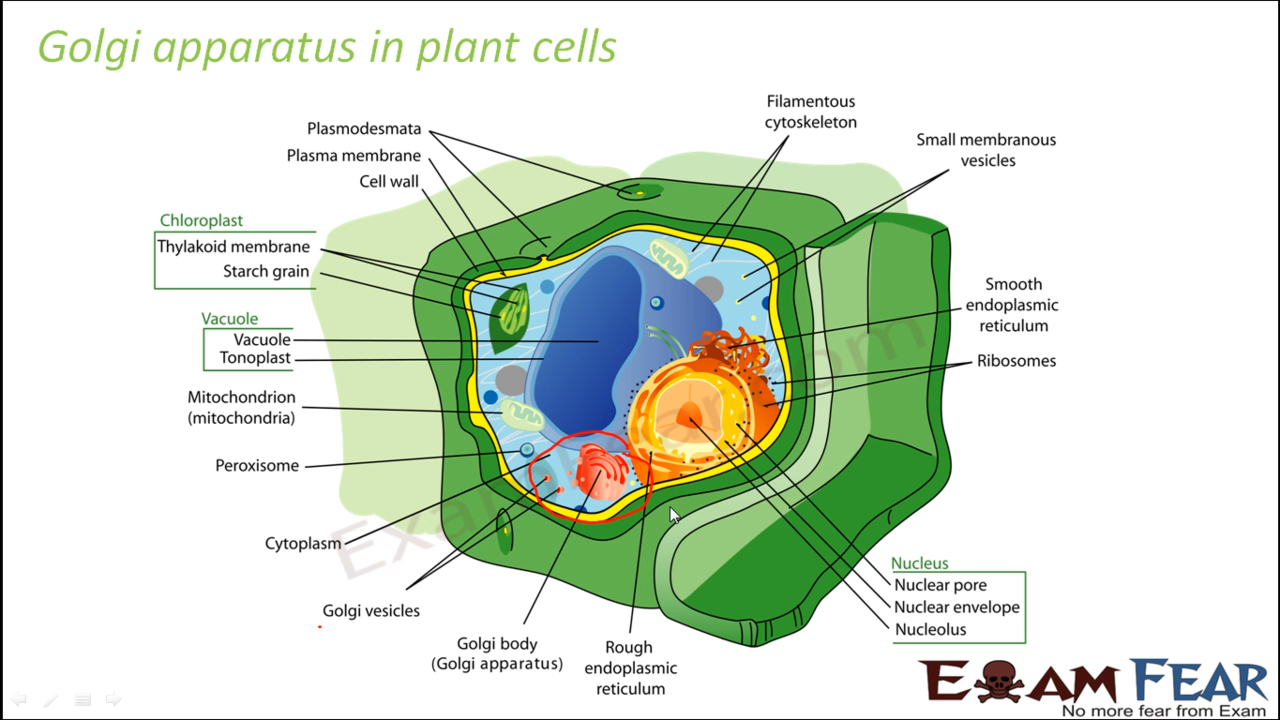 Golgi apparatus in plant cells
Filamentous
cytoskeleton
Plasmodesmata
Plasma membrane
Cell wall
Small membranous
vesicles
Chloroplast
Thylakoid membrane
Starch grain
Smooth
endoplasmic
reticulum
Vacuole
Vacuole
Tonoplast
Ribosomes
Mitochondrion
(mitochondria)
Peroxisome
Cytoplasm
Golgi vesicles
Golgi body
(Golgi apparatus)
Rough
endoplasmic
reticulum
Nucleus
Nuclear pore
Nuclear envelope
Nucleolus
EXAM FEAR
No more fear from Exam